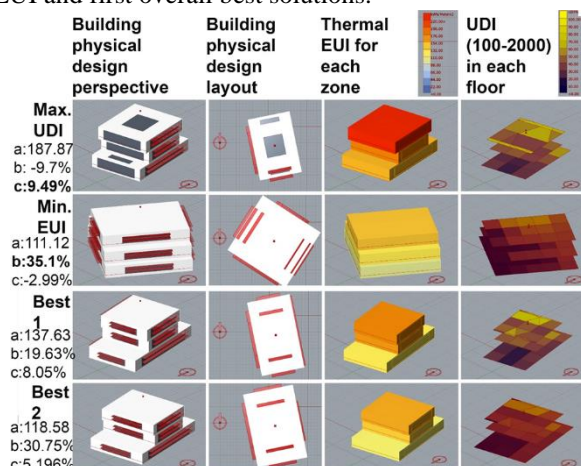 EUI and first overall best solutions.
Building physical design perspective
Building physical design layout
Thermal EUI for each zone
UDI (100-2000) in each floor
Max. UDI
a:187.87
b: -9.7%
c:9.49%
Min. EUI
a:111.12
b:35.1%
c:-2.99%
Best 1
a:137.63
b:19.63%
c:8.05%
Best 2
a:118.58
b:30.75%
c:5.196%